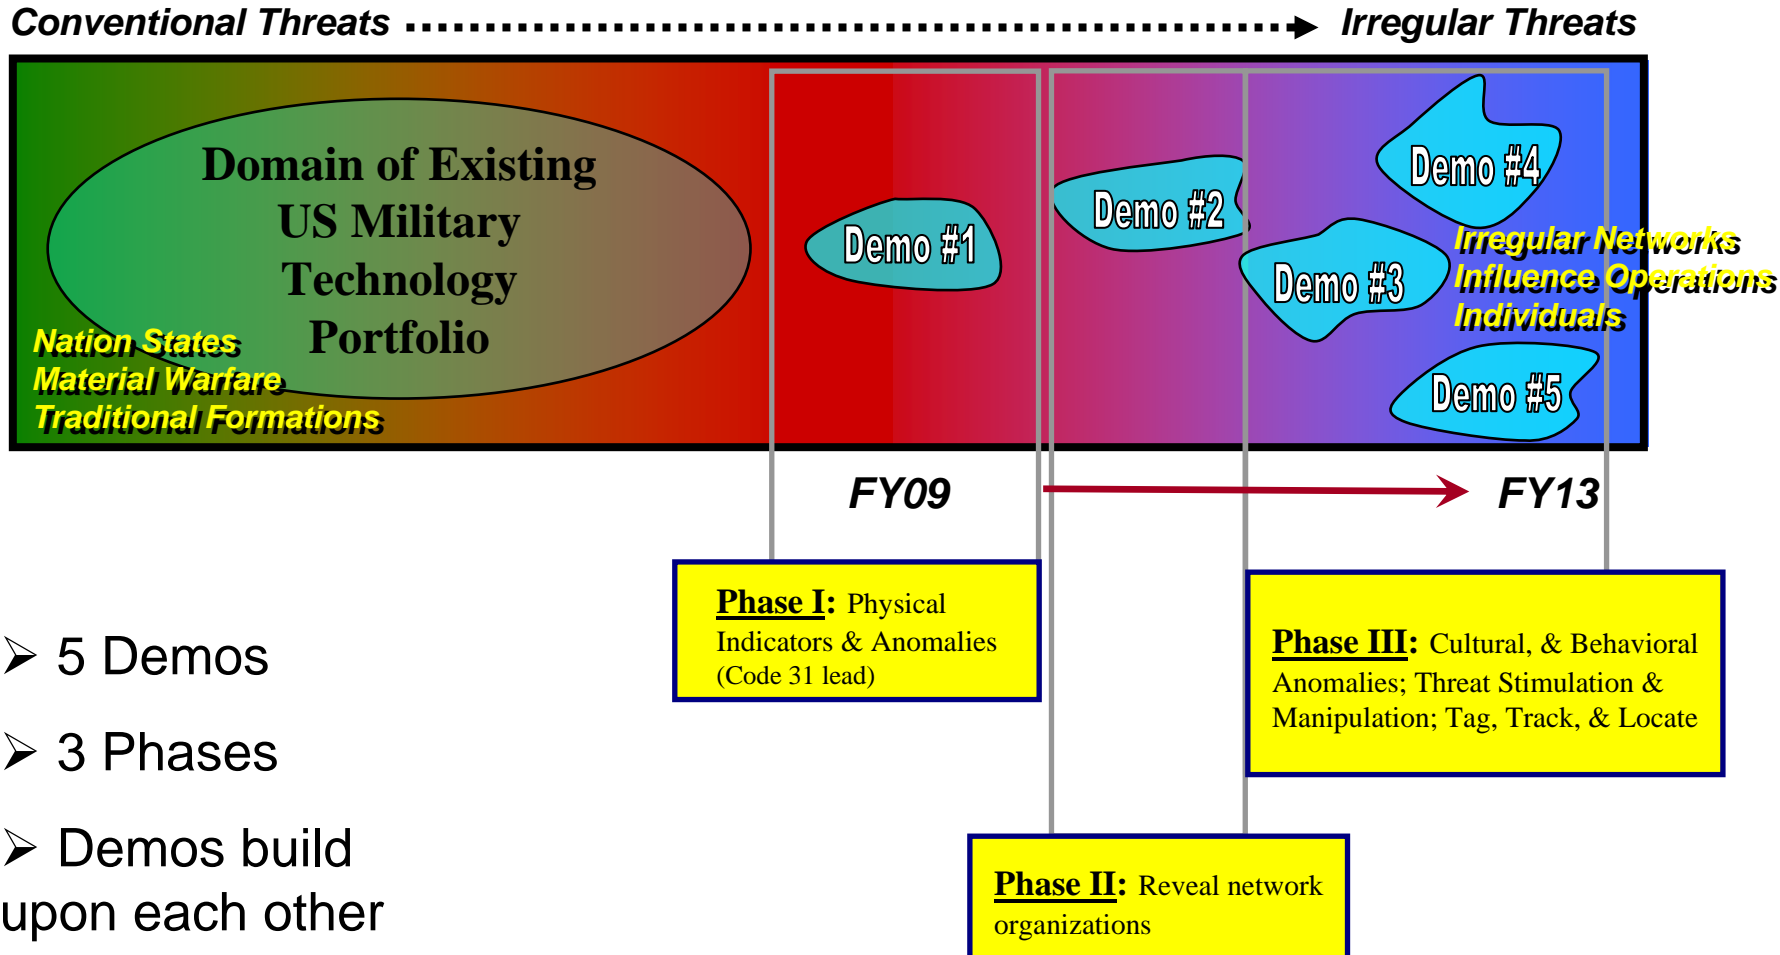 Conventional Threats
Irregular Threats
Domain of Existing
US Military
Technology
Portfolio
Nation States
Material Warfare
Traditional Formations
Demo #1
Demo #2
Demo #3
Demo #4
Irregular Networks
Influence Operations
Individuals
Demo #5
FY09
FY13
Phase I: Physical
Indicators & Anomalies
(Code 31 lead)
Phase III: Cultural, & Behavioral
Anomalies; Threat Stimulation &
Manipulation; Tag, Track, & Locate
Phase II: Reveal network
organizations
➢ 5 Demos
➢ 3 Phases
➢ Demos build
upon each other